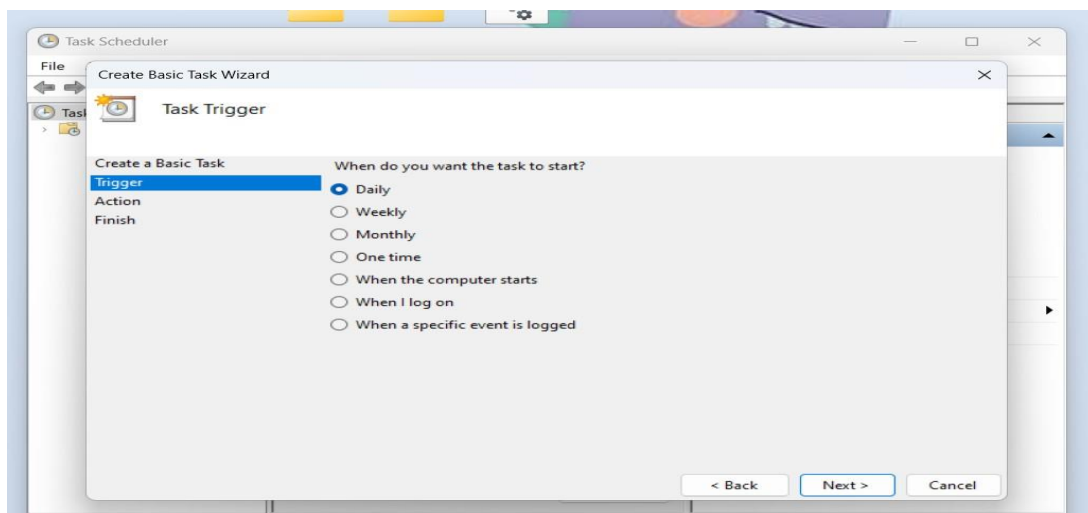 Task Scheduler
File
Create Basic Task Wizard
Task Trigger
Create a Basic Task
Trigger
Action
Finish
When do you want the task to start?
Daily
Weekly
Monthly
One time
When the computer starts
When I log on
When a specific event is logged
< Back
Next >
Cancel